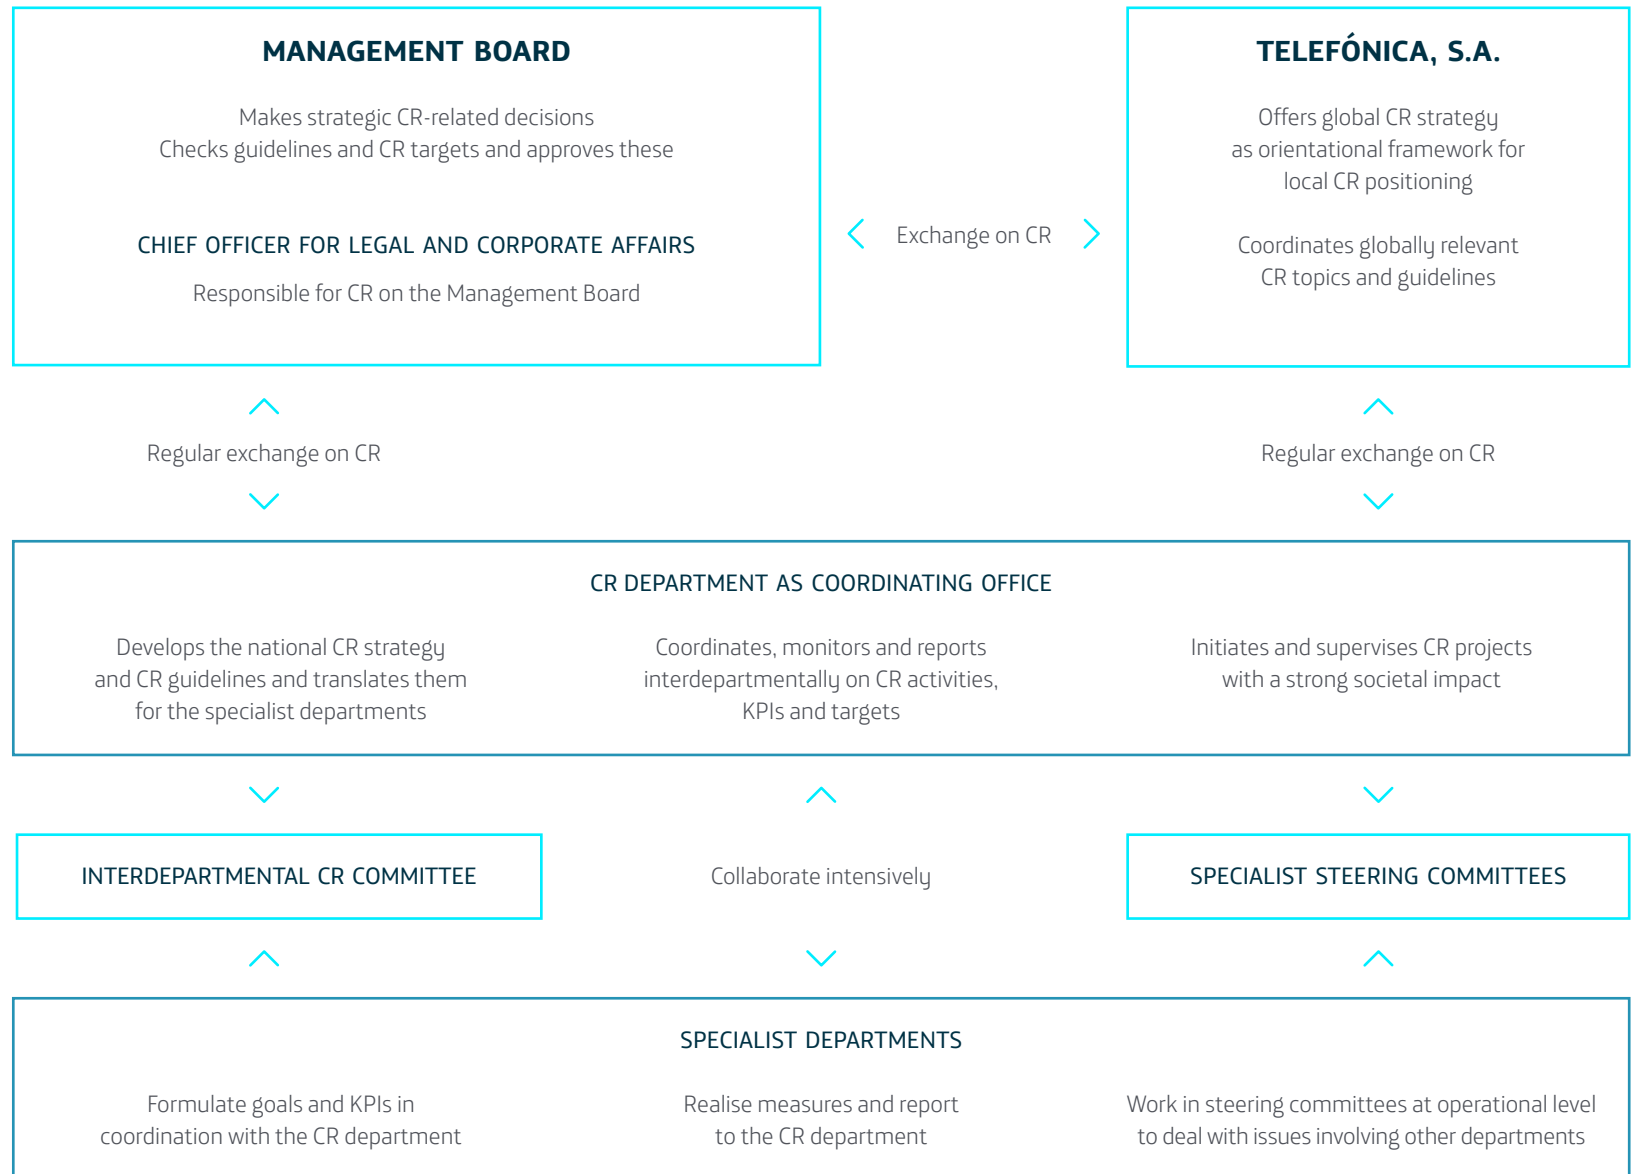 MANAGEMENT BOARD
Makes strategic CR-related decisions
Checks guidelines and CR targets and approves these
CHIEF OFFICER FOR LEGAL AND CORPORATE AFFAIRS
Responsible for CR on the Management Board
Exchange on CR
TELEFÓNICA, S.A.
Offers global CR strategy
as orientational framework for
local CR positioning
Coordinates globally relevant
CR topics and guidelines
Regular exchange on CR
Regular exchange on CR
CR DEPARTMENT AS COORDINATING OFFICE
Develops the national CR strategy
and CR guidelines and translates them
for the specialist departments
Coordinates, monitors and reports
interdepartmentally on CR activities,
KPIs and targets
Initiates and supervises CR projects
with a strong societal impact
INTERDEPARTMENTAL CR COMMITTEE
Collaborate intensively
SPECIALIST STEERING COMMITTEES
SPECIALIST DEPARTMENTS
Formulate goals and KPIs in
coordination with the CR department
Realise measures and report
to the CR department
Work in steering committees at operational level
to deal with issues involving other departments